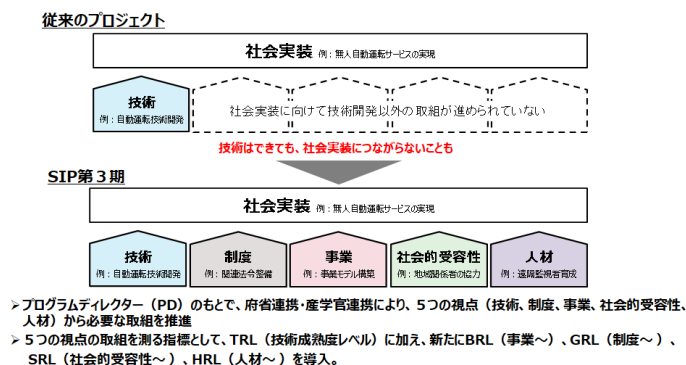 従来のプロジェクト
社会実装 例：無人自動運転サービスの実現
技術
例：自動運転技術開発
社会実装に向けて技術開発以外の取組が進められていない
技術はできても、社会実装につながらないことも
SIP第３期
社会実装 例：無人自動運転サービスの実現
技術
例：自動運転技術開発
制度
例：関連法令整備
事業
例：事業モデル構築
社会的受容性
例：地域関係者の協力
人材
例：遠隔監視者育成
➢プログラムディレクター（PD）のもとで、府省連携・産学官連携により、５つの視点（技術、制度、事業、社会的受容性、
人材）から必要な取組を推進
➢５つの視点の取組を測る指標として、TRL（技術成熟度レベル）に加え、新たにBRL（事業～）、GRL（制度～）、
SRL（社会的受容性～）、HRL（人材～）を導入。